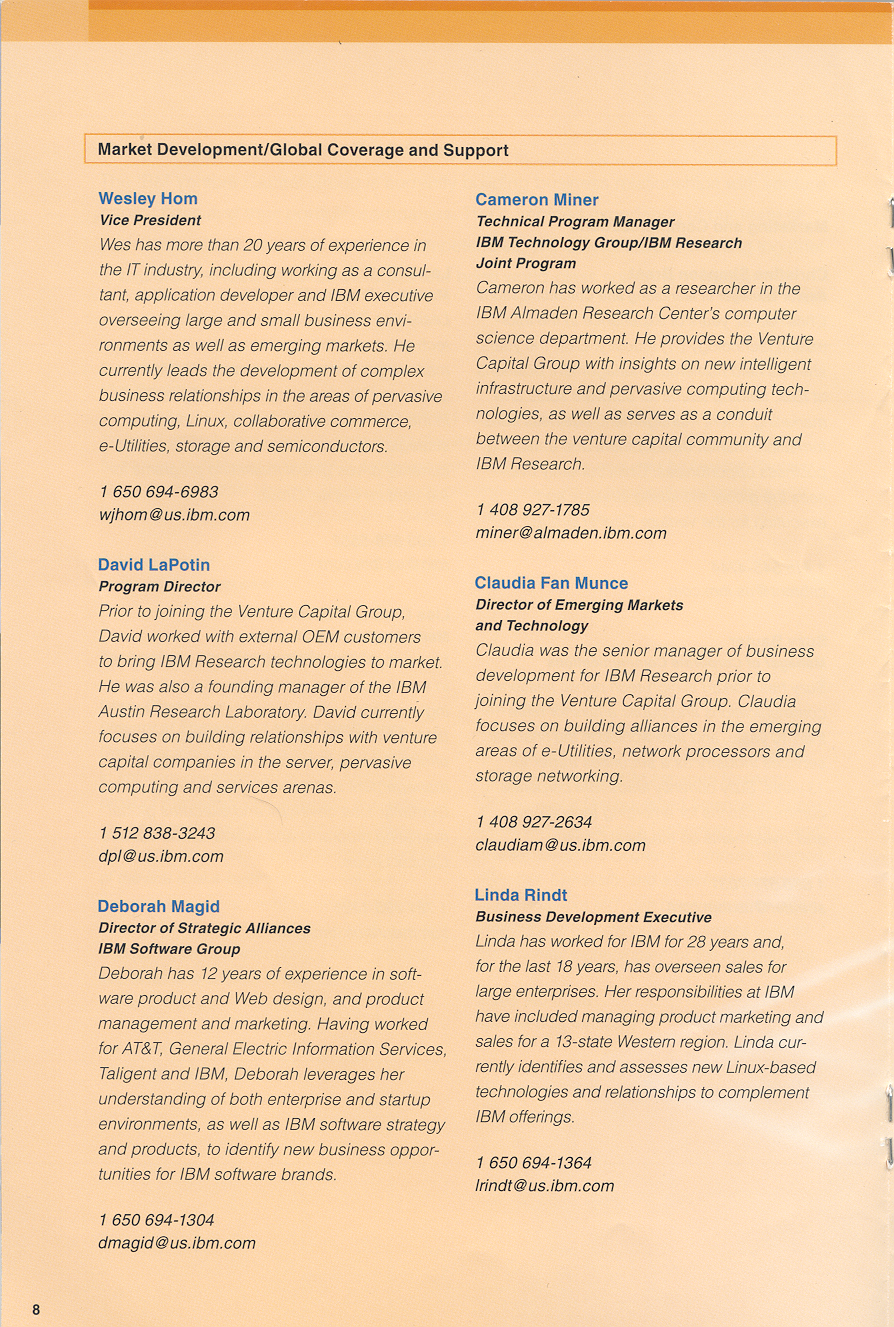 Market Development/Global Coverage and Support
Wesley Hom
Vice President
Wes has more than 20 years of experience in
the IT industry, including working as a consul-
tant, application developer and IBM executive
overseeing large and small business envi-
ronments as well as emerging markets. He
currently leads the development of complex
business relationships in the areas of pervasive
computing, Linux, collaborative commerce,
e-Utilities, storage and semiconductors.
1 650 694-6983
wjhom@us.ibm.com
David LaPotin
Program Director
Prior to joining the Venture Capital Group,
David worked with external OEM customers
to bring IBM Research technologies to market.
He was also a founding manager of the IBM
Austin Research Laboratory. David currently
focuses on building relationships with venture
capital companies in the server, pervasive
computing and services arenas.
1 512 838-3243
dpl@us.ibm.com
Deborah Magid
Director of Strategic Alliances
IBM Software Group
Deborah has 12 years of experience in soft-
ware product and Web design, and product
management and marketing. Having worked
for AT&T, General Electric Information Services,
Taligent and IBM, Deborah leverages her
understanding of both enterprise and startup
environments, as well as IBM software strategy
and products, to identify new business oppor-
tunities for IBM software brands.
1 650 694-1304
dmagid@us.ibm.com
Cameron Miner
Technical Program Manager
IBM Technology Group/IBM Research
Joint Program
Cameron has worked as a researcher in the
IBM Almaden Research Center's computer
science department. He provides the Venture
Capital Group with insights on new intelligent
infrastructure and pervasive computing tech-
nologies, as well as serves as a conduit
between the venture capital community and
IBM Research.
1 408 927-1785
miner@almaden.ibm.com
Claudia Fan Munce
Director of Emerging Markets
and Technology
Claudia was the senior manager of business
development for IBM Research prior to
joining the Venture Capital Group. Claudia
focuses on building alliances in the emerging
areas of e-Utilities, network processors and
storage networking.
1 408 927-2634
claudiam@us.ibm.com
Linda Rindt
Business Development Executive
Linda has worked for IBM for 28 years and,
for the last 18 years, has overseen sales for
large enterprises. Her responsibilities at IBM
have included managing product marketing and
sales for a 13-state Western region. Linda cur-
rently identifies and assesses new Linux-based
technologies and relationships to complement
IBM offerings.
1 650 694-1364
lrindt@us.ibm.com
8